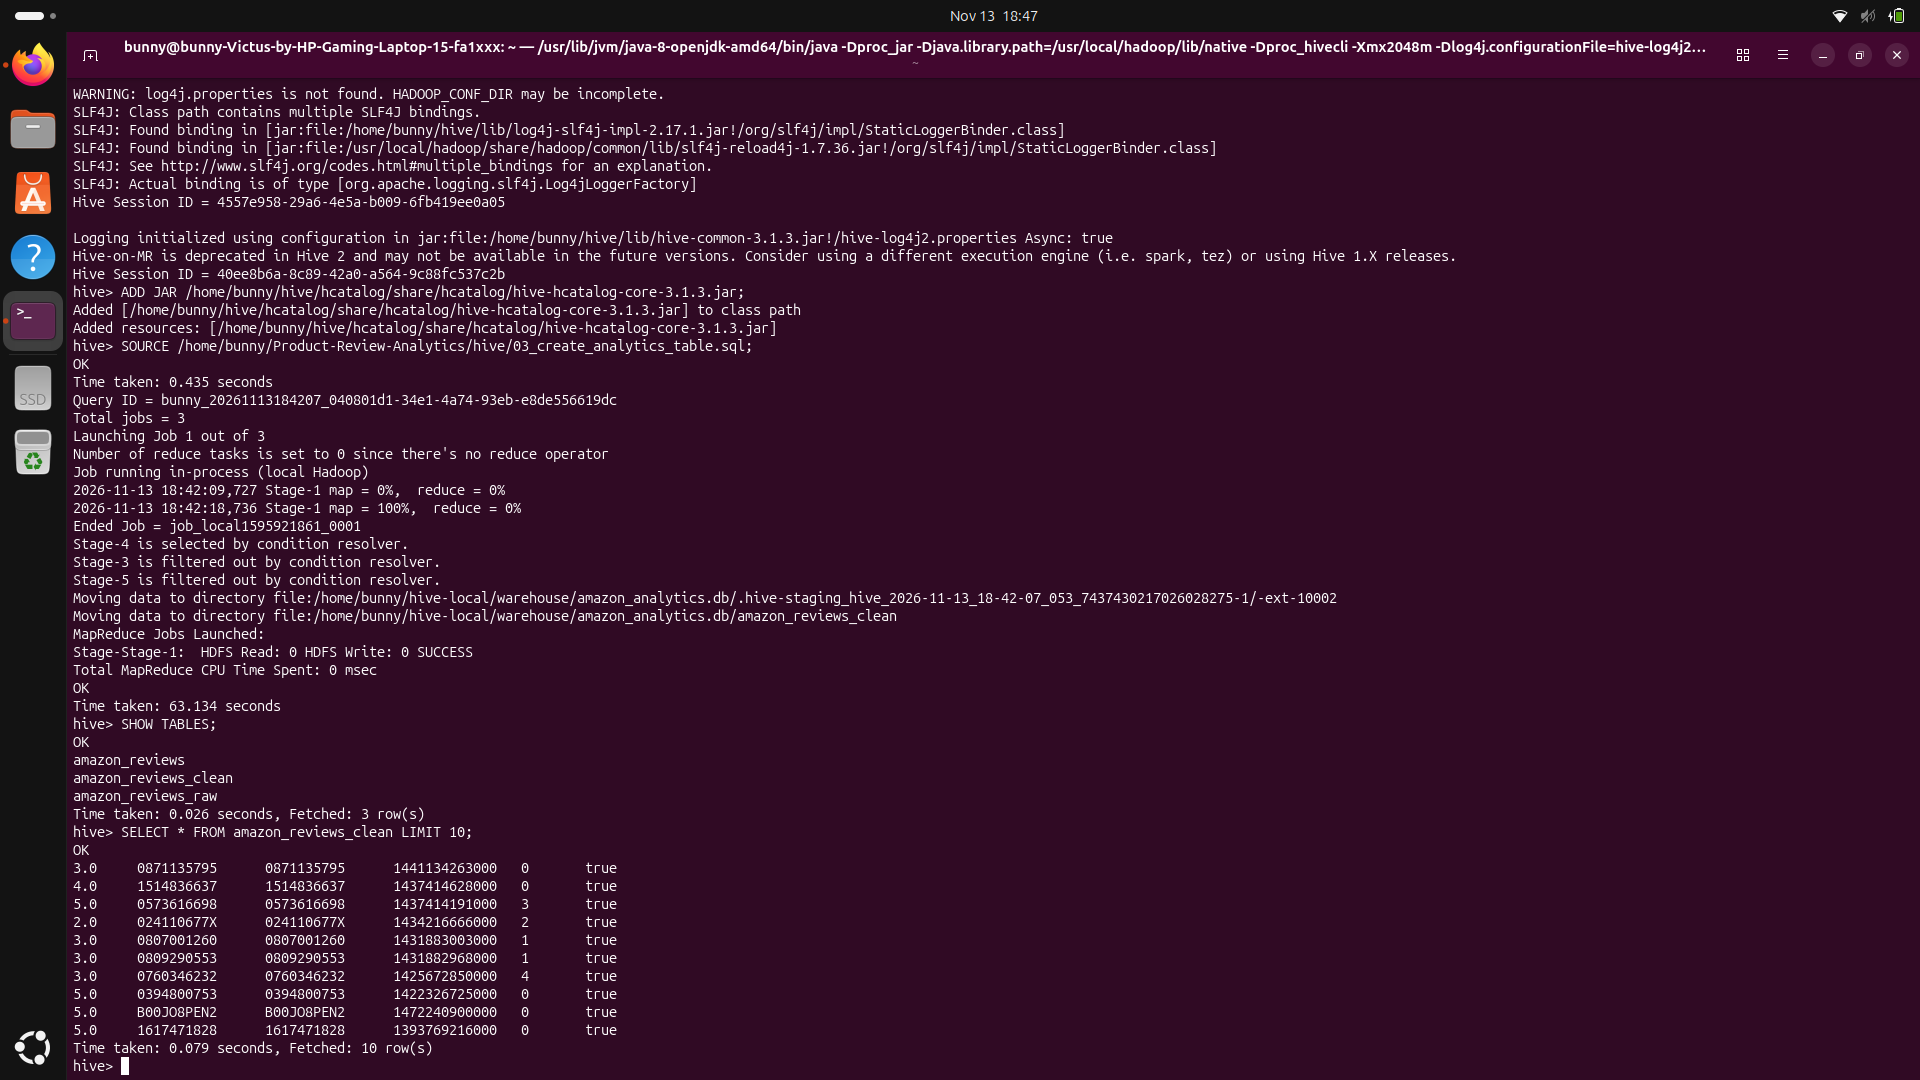 Nov 13 18:47
bunny@bunny-Victus-by-HP-Gaming-Laptop-15-fa1xxx: ~ — /usr/lib/jvm/java-8-openjdk-amd64/bin/java -Dproc_jar -Djava.library.path=/usr/local/hadoop/lib/native -Dproc_hivecli -Xmx2048m -Dlog4j.configurationFile=hive-log4j2…
~
WARNING: log4j.properties is not found. HADOOP_CONF_DIR may be incomplete.
SLF4J: Class path contains multiple SLF4J bindings.
SLF4J: Found binding in [jar:file:/home/bunny/hive/lib/log4j-slf4j-impl-2.17.1.jar!/org/slf4j/impl/StaticLoggerBinder.class]
SLF4J: Found binding in [jar:file:/usr/local/hadoop/share/hadoop/common/lib/slf4j-reload4j-1.7.36.jar!/org/slf4j/impl/StaticLoggerBinder.class]
SLF4J: See http://www.slf4j.org/codes.html#multiple_bindings for an explanation.
SLF4J: Actual binding is of type [org.apache.logging.slf4j.Log4jLoggerFactory]
Hive Session ID = 4557e958-29a6-4e5a-b009-6fb419ee0a05
Logging initialized using configuration in jar:file:/home/bunny/hive/lib/hive-common-3.1.3.jar!/hive-log4j2.properties Async: true
Hive-on-MR is deprecated in Hive 2 and may not be available in the future versions. Consider using a different execution engine (i.e. spark, tez) or using Hive 1.X releases.
Hive Session ID = 40ee8b6a-8c89-42a0-a564-9c88fc537c2b
hive> ADD JAR /home/bunny/hive/hcatalog/share/hcatalog/hive-hcatalog-core-3.1.3.jar;
Added [/home/bunny/hive/hcatalog/share/hcatalog/hive-hcatalog-core-3.1.3.jar] to class path
Added resources: [/home/bunny/hive/hcatalog/share/hcatalog/hive-hcatalog-core-3.1.3.jar]
hive> SOURCE /home/bunny/Product-Review-Analytics/hive/03_create_analytics_table.sql;
OK
Time taken: 0.435 seconds
Query ID = bunny_20261113184207_040801d1-34e1-4a74-93eb-e8de556619dc
Total jobs = 3
Launching Job 1 out of 3
Number of reduce tasks is set to 0 since there's no reduce operator
Job running in-process (local Hadoop)
2026-11-13 18:42:09,727 Stage-1 map = 0%,  reduce = 0%
2026-11-13 18:42:18,736 Stage-1 map = 100%,  reduce = 0%
Ended Job = job_local1595921861_0001
Stage-4 is selected by condition resolver.
Stage-3 is filtered out by condition resolver.
Stage-5 is filtered out by condition resolver.
Moving data to directory file:/home/bunny/hive-local/warehouse/amazon_analytics.db/.hive-staging_hive_2026-11-13_18-42-07_053_7437430217026028275-1/-ext-10002
Moving data to directory file:/home/bunny/hive-local/warehouse/amazon_analytics.db/amazon_reviews_clean
MapReduce Jobs Launched:
Stage-Stage-1:  HDFS Read: 0 HDFS Write: 0 SUCCESS
Total MapReduce CPU Time Spent: 0 msec
OK
Time taken: 63.134 seconds
hive> SHOW TABLES;
OK
amazon_reviews
amazon_reviews_clean
amazon_reviews_raw
Time taken: 0.026 seconds, Fetched: 3 row(s)
hive> SELECT * FROM amazon_reviews_clean LIMIT 10;
OK
3.0 0871135795 0871135795 1441134263000 0 true
4.0 1514836637 1514836637 1437414628000 0 true
5.0 0573616698 0573616698 1437414191000 3 true
2.0 024110677X 024110677X 1434216666000 2 true
3.0 0807001260 0807001260 1431883003000 1 true
3.0 0809290553 0809290553 1431882968000 1 true
3.0 0760346232 0760346232 1425672850000 4 true
5.0 0394800753 0394800753 1422326725000 0 true
5.0 B00JO8PEN2 B00JO8PEN2 1472240900000 0 true
5.0 1617471828 1617471828 1393769216000 0 true
Time taken: 0.079 seconds, Fetched: 10 row(s)
hive>
SSD